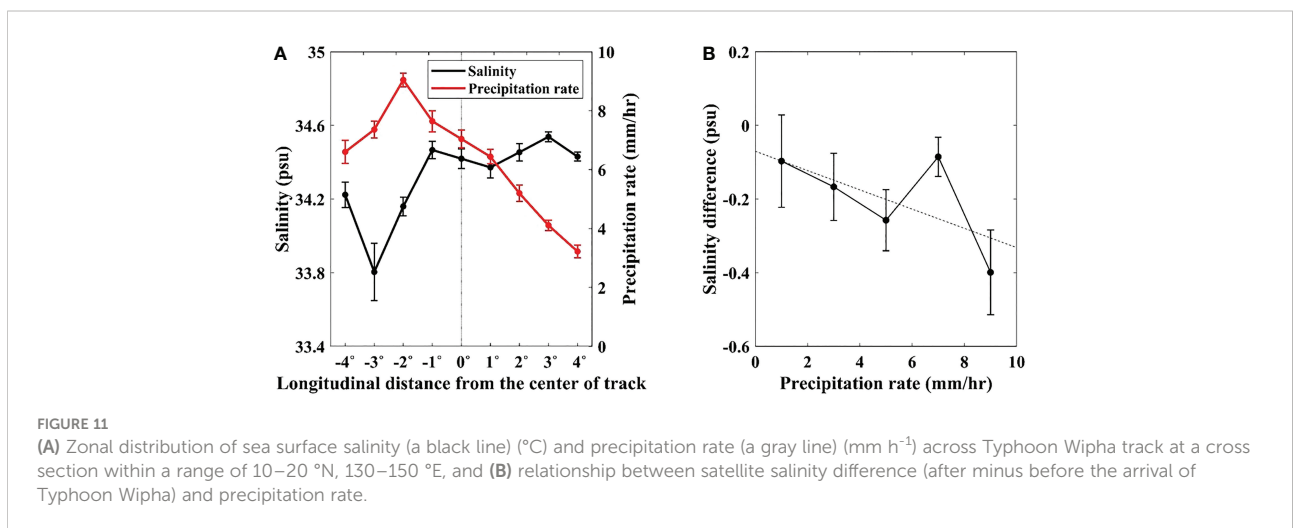 A
35
34.6
34.2
33.8
33.4
Salinity (psu)
Salinity
Precipitation rate
10
8
6
4
2
0
Precipitation rate (mm/hr)
-4° -3° -2° -1° 0° 1° 2° 3° 4°
Longitudinal distance from the center of track
B
0.2
0
-0.2
-0.4
-0.6
Salinity difference (psu)
0 2 4 6 8 10
Precipitation rate (mm/hr)
FIGURE 11
(A) Zonal distribution of sea surface salinity (a black line) (°C) and precipitation rate (a gray line) (mm h⁻¹) across Typhoon Wipha track at a cross
section within a range of 10–20 °N, 130–150 °E, and (B) relationship between satellite salinity difference (after minus before the arrival of
Typhoon Wipha) and precipitation rate.